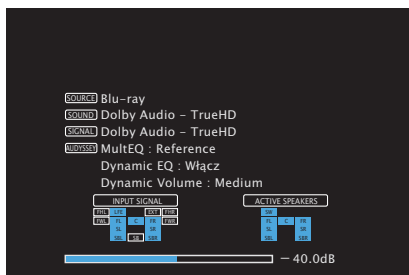 SOURCE Blu-ray
SOUND Dolby Audio - TrueHD
SIGNAL Dolby Audio - TrueHD
AUDYSSEY MultEQ : Reference
Dynamic EQ : Włącz
Dynamic Volume : Medium
INPUT SIGNAL ACTIVE SPEAKERS
FHL LFE EXT FHR SW
FWL FL C FR FWR FL C FR
SL SR SL SR
SBL SB SBR SBL SBR
- 40.0dB